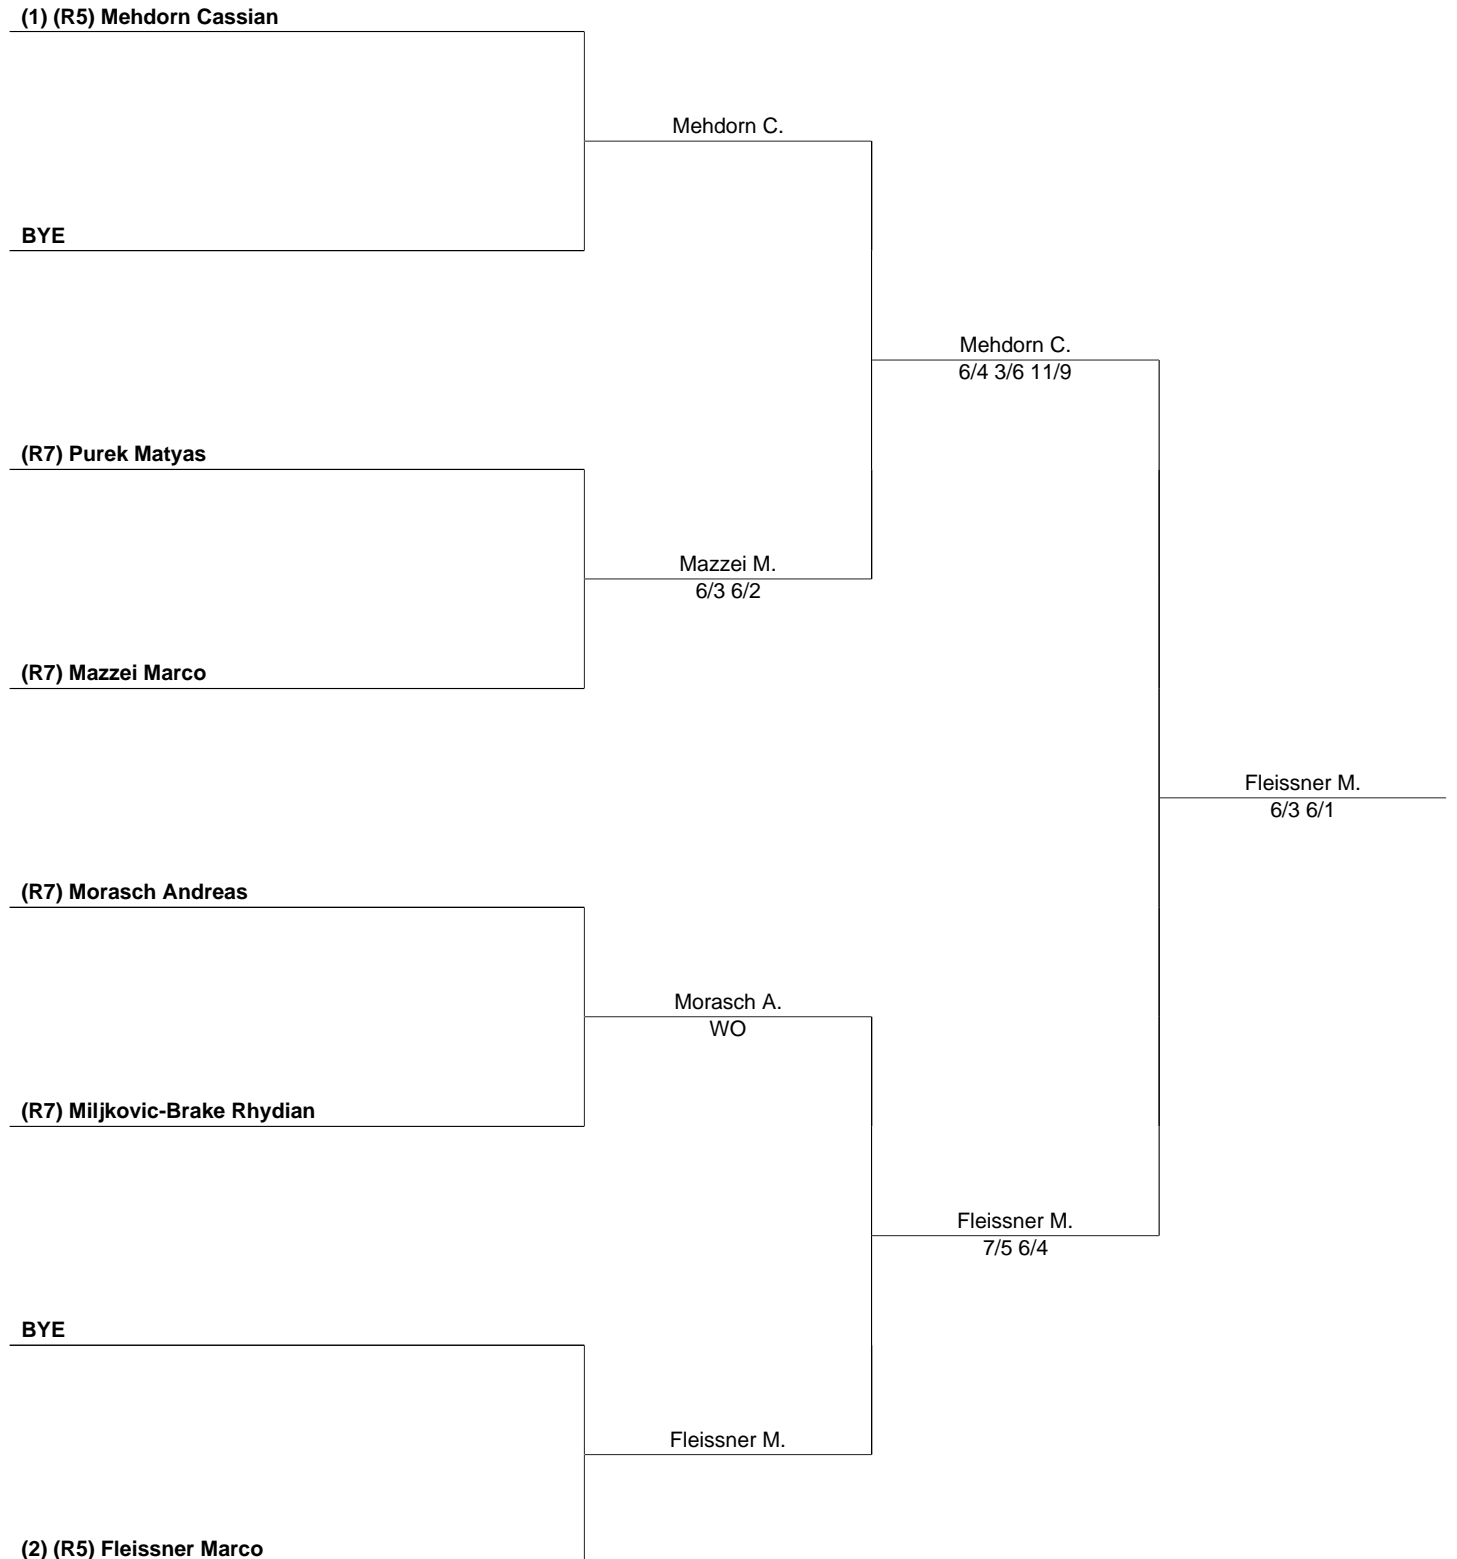 (1) (R5) Mehdorn Cassian
Mehdorn C.
BYE
Mehdorn C.
6/4 3/6 11/9
(R7) Purek Matyas
Mazzei M.
6/3 6/2
(R7) Mazzei Marco
Fleissner M.
6/3 6/1
(R7) Morasch Andreas
Morasch A.
WO
(R7) Miljkovic-Brake Rhydian
Fleissner M.
7/5 6/4
BYE
Fleissner M.
(2) (R5) Fleissner Marco